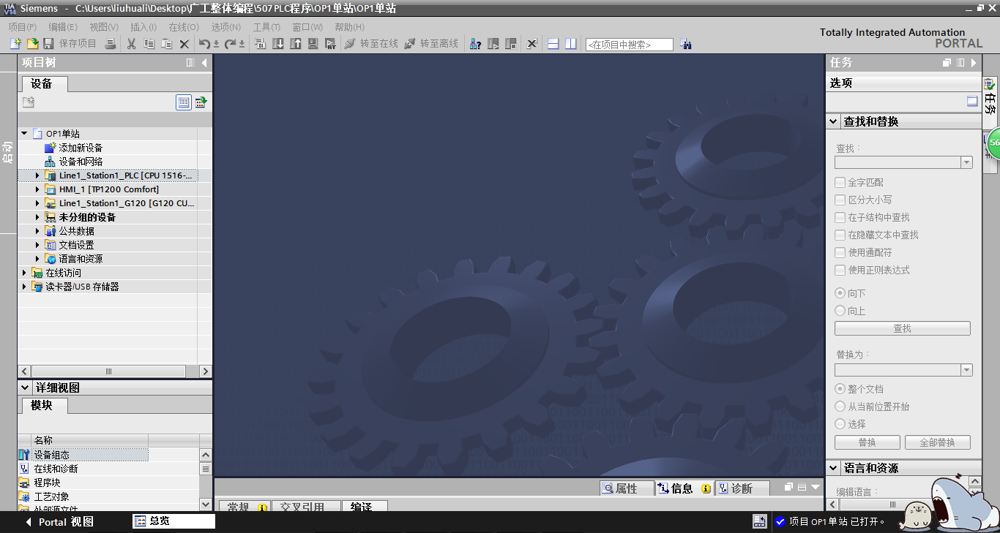 TIA V14 Siemens - C:\Users\liuhuali\Desktop\广工整体编程\507 PLC程序\OP1单站\OP1单站
项目(P) 编辑(E) 视图(V) 插入(I) 在线(O) 选项(N) 工具(T) 窗口(W) 帮助(H)
Totally Integrated Automation
PORTAL
保存项目 转至在线 转至离线 <在项目中搜索>
项目树
设备
启动
OP1单站
添加新设备
设备和网络
Line1_Station1_PLC [CPU 1516-...
HMI_1 [TP1200 Comfort]
Line1_Station1_G120 [G120 CU...
未分组的设备
公共数据
文档设置
语言和资源
在线访问
读卡器/USB 存储器
详细视图
模块
名称
设备组态
在线和诊断
程序块
工艺对象
外部源文件
属性 信息 诊断
常规 交叉引用 编译
任务
选项
任务
56
查找和替换
查找：
全字匹配
区分大小写
在子结构中查找
在隐藏文本中查找
使用通配符
使用正则表达式
向下
向上
查找
替换为：
整个文档
从当前位置开始
选择
替换 全部替换
语言和资源
编辑语言：
Portal 视图 总览 项目 OP1单站 已打开。